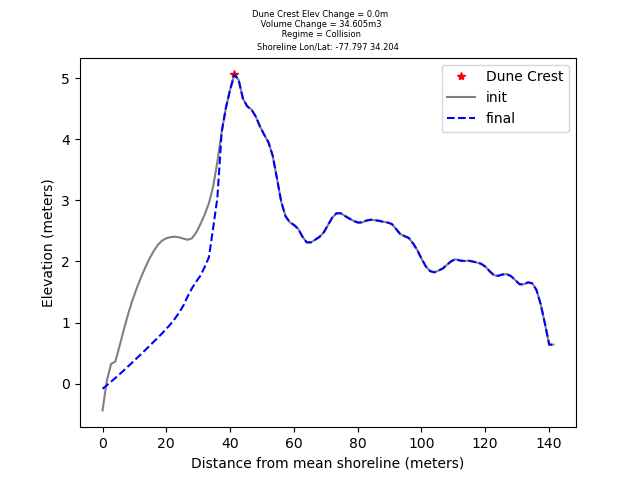 Dune Crest Elev Change = 0.0m
Volume Change = 34.605m3
Regime = Collision
Shoreline Lon/Lat: -77.797 34.204
Dune Crest
init
final
5
4
3
2
1
0
Elevation (meters)
0 20 40 60 80 100 120 140
Distance from mean shoreline (meters)